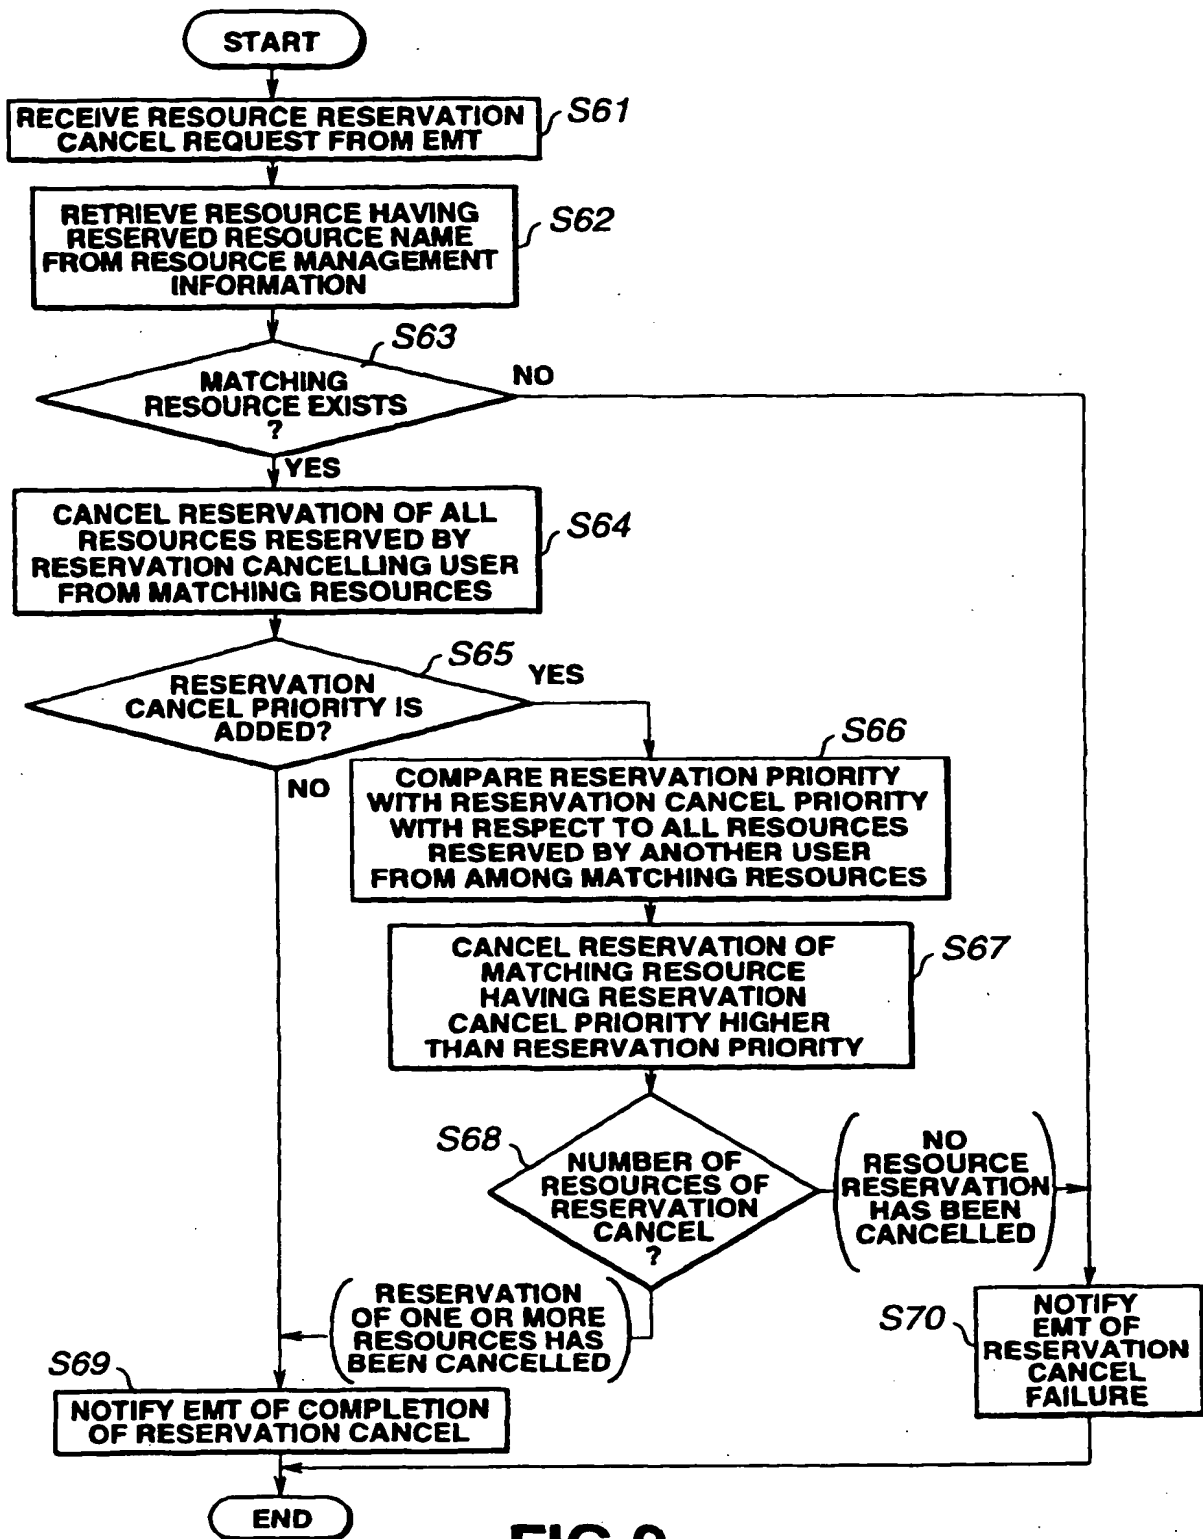 START
RECEIVE RESOURCE RESERVATION
CANCEL REQUEST FROM EMT
S61
RETRIEVE RESOURCE HAVING
RESERVED RESOURCE NAME
FROM RESOURCE MANAGEMENT
INFORMATION
S62
S63
MATCHING
RESOURCE EXISTS
?
NO
YES
CANCEL RESERVATION OF ALL
RESOURCES RESERVED BY
RESERVATION CANCELLING USER
FROM MATCHING RESOURCES
S64
S65
RESERVATION
CANCEL PRIORITY IS
ADDED?
YES
NO
S66
COMPARE RESERVATION PRIORITY
WITH RESERVATION CANCEL PRIORITY
WITH RESPECT TO ALL RESOURCES
RESERVED BY ANOTHER USER
FROM AMONG MATCHING RESOURCES
S67
CANCEL RESERVATION OF
MATCHING RESOURCE
HAVING RESERVATION
CANCEL PRIORITY HIGHER
THAN RESERVATION PRIORITY
S68
NUMBER OF
RESOURCES OF
RESERVATION
CANCEL
?
NO
RESOURCE
RESERVATION
HAS BEEN
CANCELLED
RESERVATION
OF ONE OR MORE
RESOURCES HAS
BEEN CANCELLED
S70
NOTIFY
EMT OF
RESERVATION
CANCEL
FAILURE
S69
NOTIFY EMT OF COMPLETION
OF RESERVATION CANCEL
END